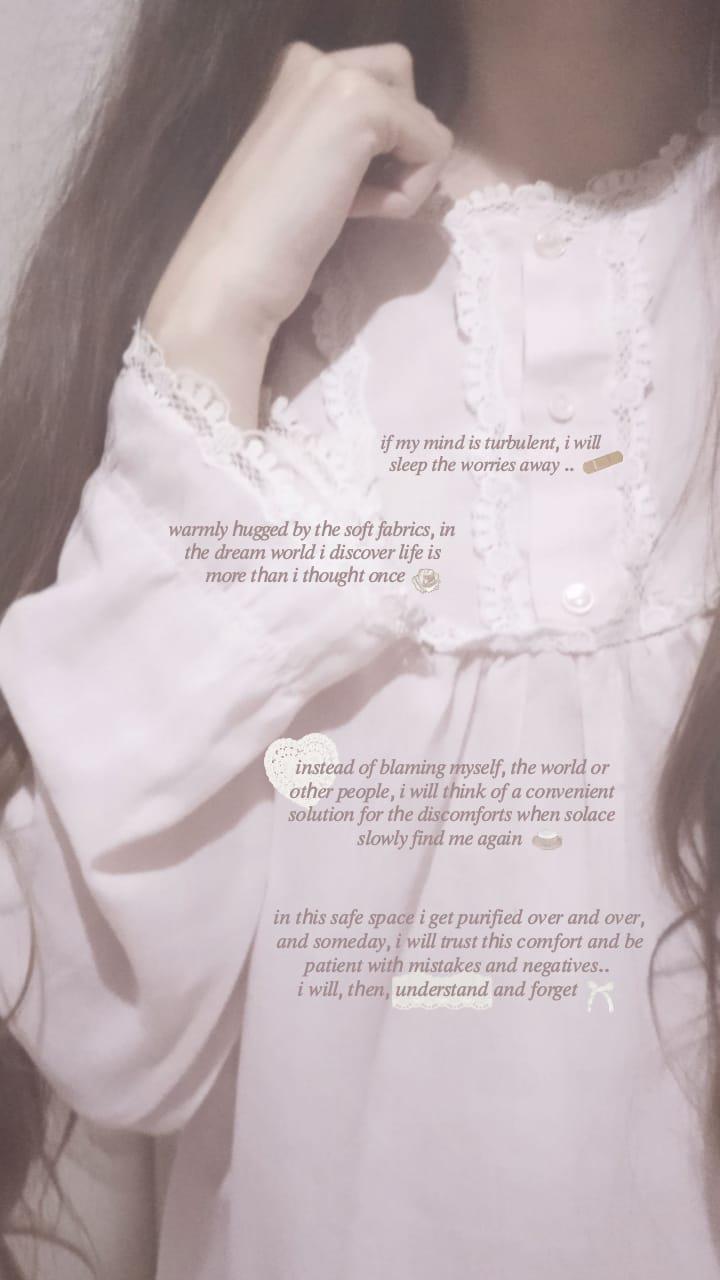 if my mind is turbulent, i will
sleep the worries away ..
warmly hugged by the soft fabrics, in
the dream world i discover life is
more than i thought once
instead of blaming myself, the world or
other people, i will think of a convenient
solution for the discomforts when solace
slowly find me again
in this safe space i get purified over and over,
and someday, i will trust this comfort and be
patient with mistakes and negatives..
i will, then, understand and forget